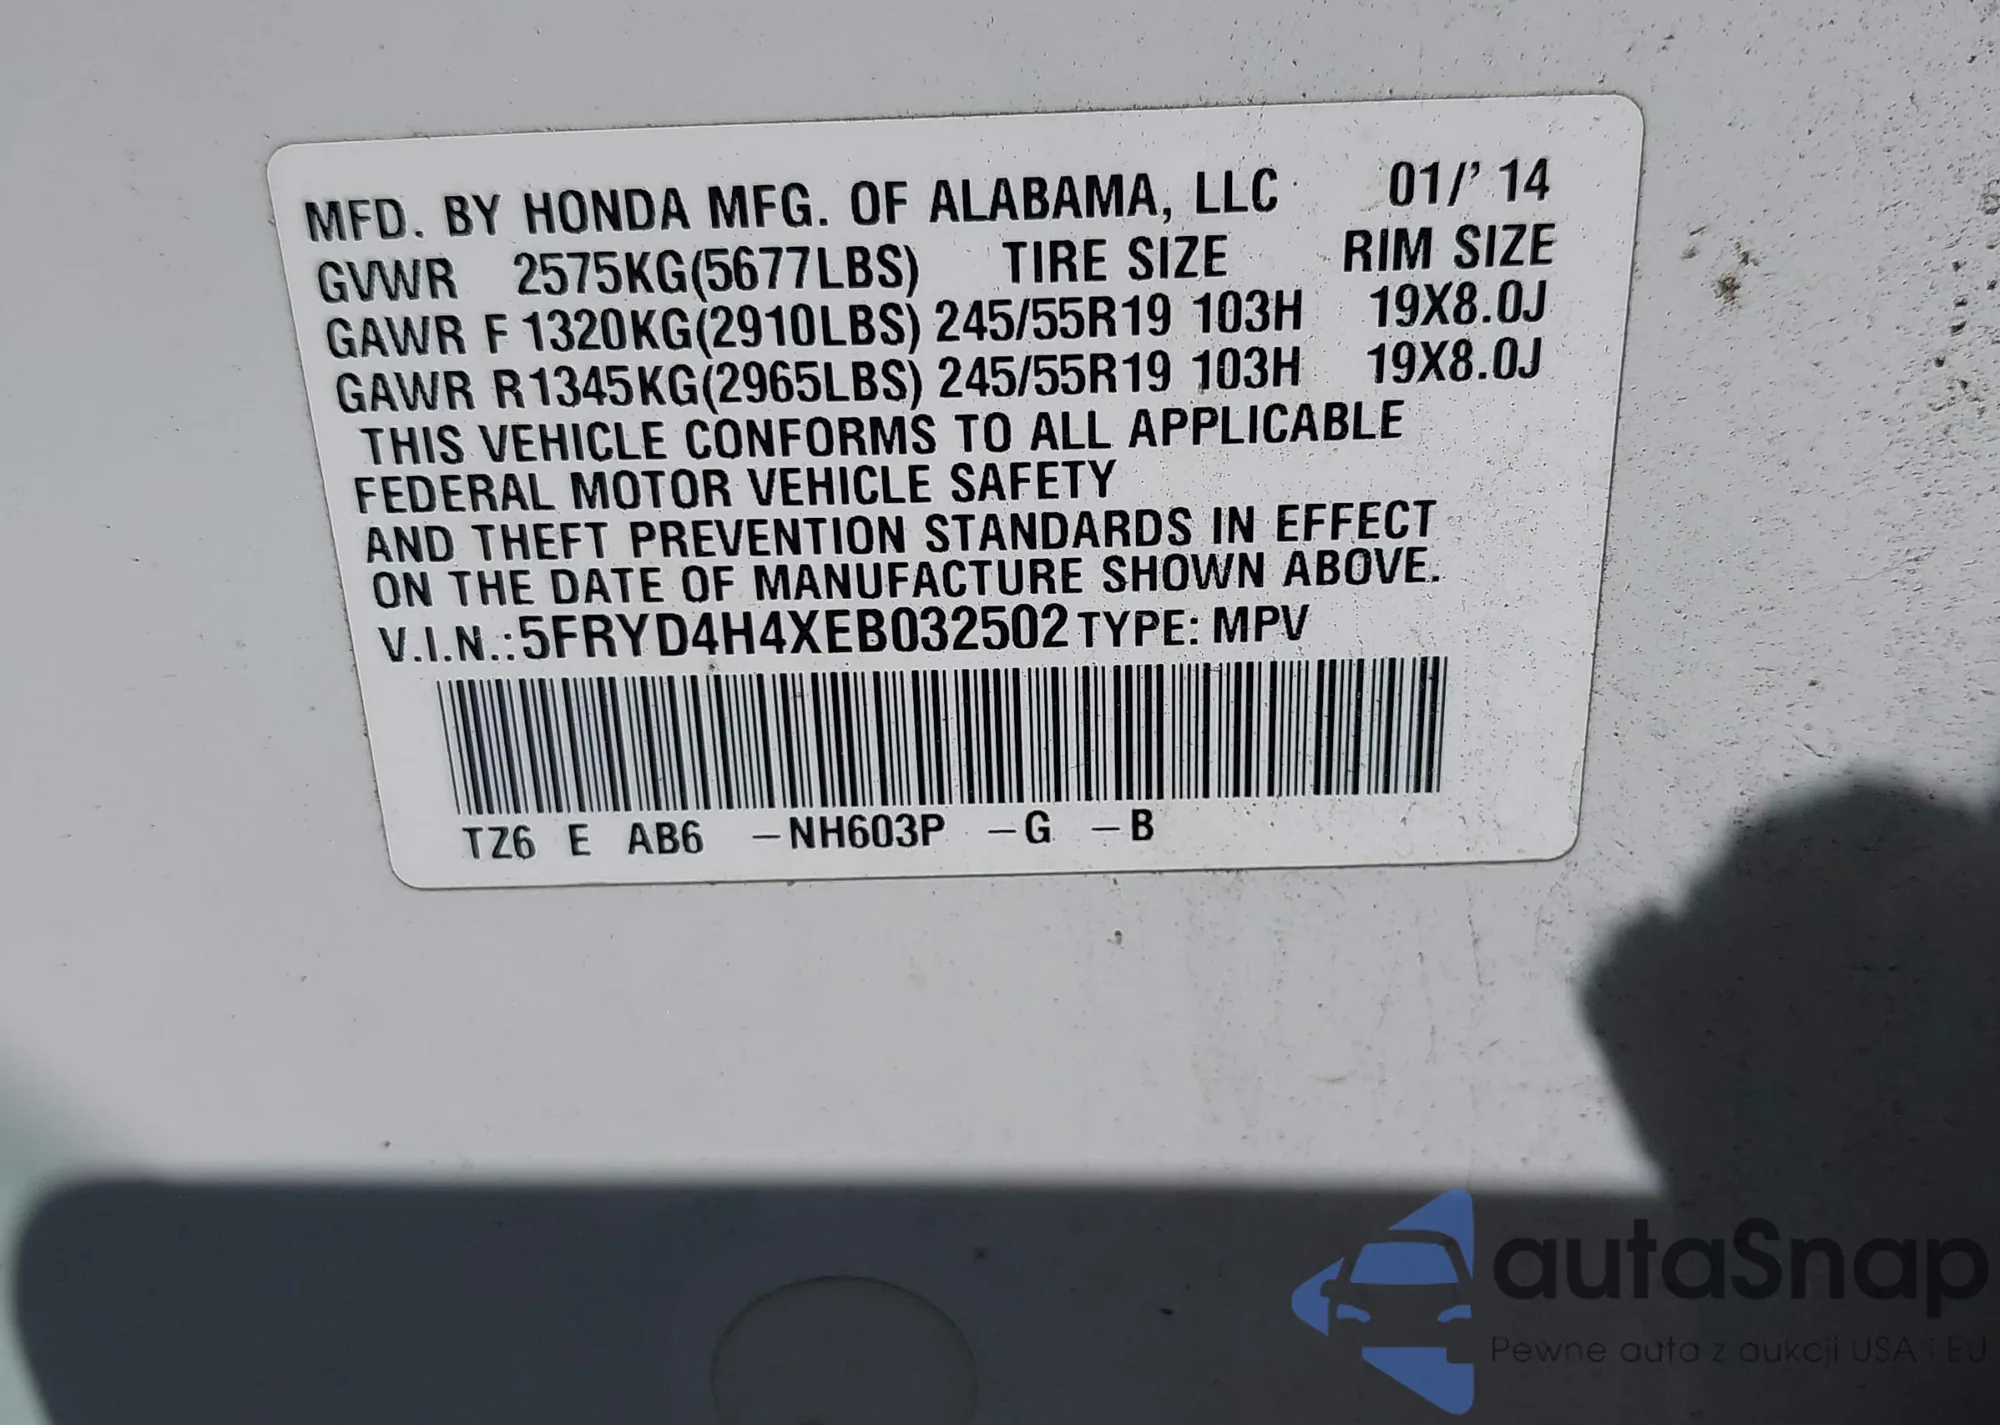 MFD. BY HONDA MFG. OF ALABAMA, LLC 01/' 14
GVWR 2575KG(5677LBS) TIRE SIZE RIM SIZE
GAWR F 1320KG(2910LBS) 245/55R19 103H 19X8.0J
GAWR R 1345KG(2965LBS) 245/55R19 103H 19X8.0J
THIS VEHICLE CONFORMS TO ALL APPLICABLE
FEDERAL MOTOR VEHICLE SAFETY
AND THEFT PREVENTION STANDARDS IN EFFECT
ON THE DATE OF MANUFACTURE SHOWN ABOVE.
V.I.N.:5FRYD4H4XEB032502 TYPE: MPV
TZ6 E AB6 –NH603P –G –B
autaSnap
Pewne auta z aukcji USA i EU